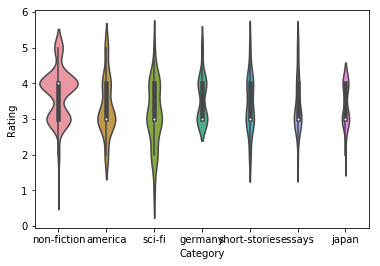 6
5
4
3
2
1
0
Rating
non-fiction america sci-fi germany short-stories essays japan
Category